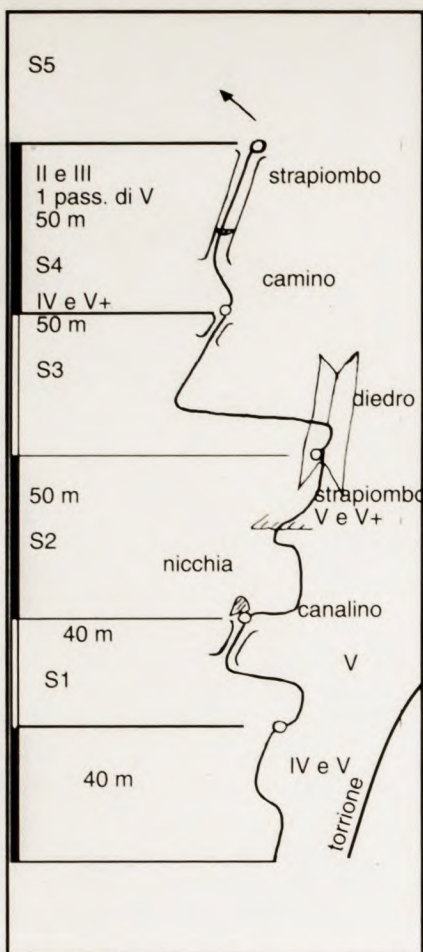 S5
II e III
1 pass. di V
50 m
strapiombo
S4
camino
IV e V+
50 m
S3
diedro
50 m
strapiombo
V e V+
S2
nicchia
canalino
40 m
V
S1
IV e V
40 m
torrione